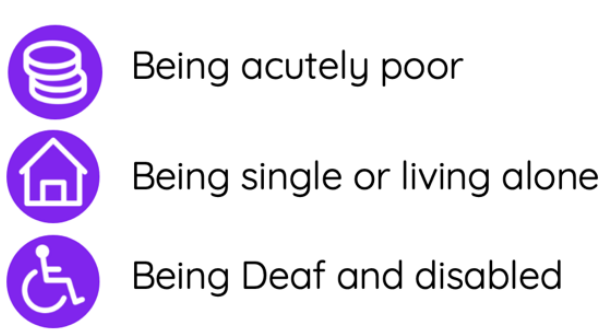 Being acutely poor
Being single or living alone
Being Deaf and disabled